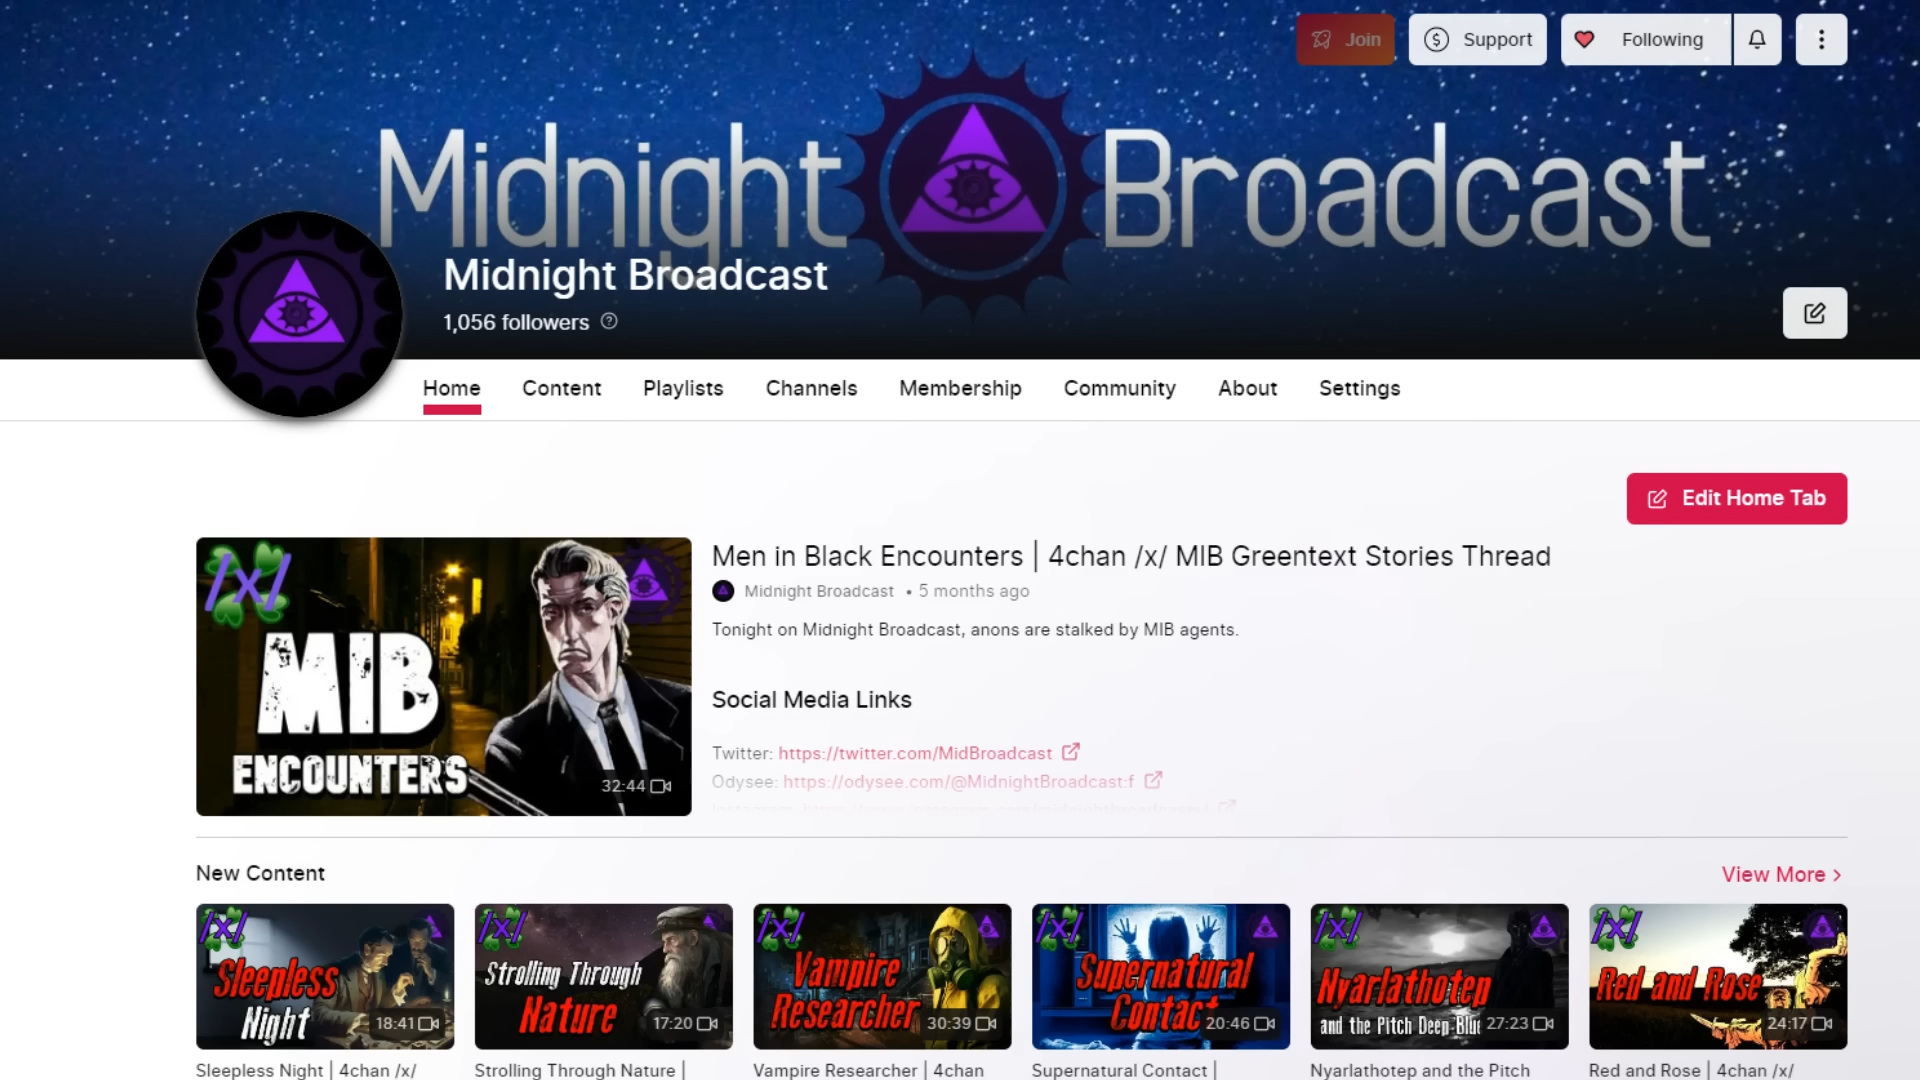 Join
Support
Following
Midnight Broadcast
Midnight Broadcast
1,056 followers
Home
Content
Playlists
Channels
Membership
Community
About
Settings
Edit Home Tab
/x/
MIB
ENCOUNTERS
32:44
Men in Black Encounters | 4chan /x/ MIB Greentext Stories Thread
Midnight Broadcast • 5 months ago
Tonight on Midnight Broadcast, anons are stalked by MIB agents.
Social Media Links
Twitter: https://twitter.com/MidBroadcast
Odysee: https://odysee.com/@MidnightBroadcast:f
New Content
View More
/x/
Sleepless
Night
18:41
/x/
Strolling Through
Nature
17:20
/x/
Vampire
Researcher
30:39
/x/
Supernatural
Contact
20:46
/x/
Nyarlathotep
and the Pitch Deep Blue
27:23
/x/
Red and Rose
24:17
Sleepless Night | 4chan /x/
Strolling Through Nature |
Vampire Researcher | 4chan
Supernatural Contact |
Nyarlathotep and the Pitch
Red and Rose | 4chan /x/